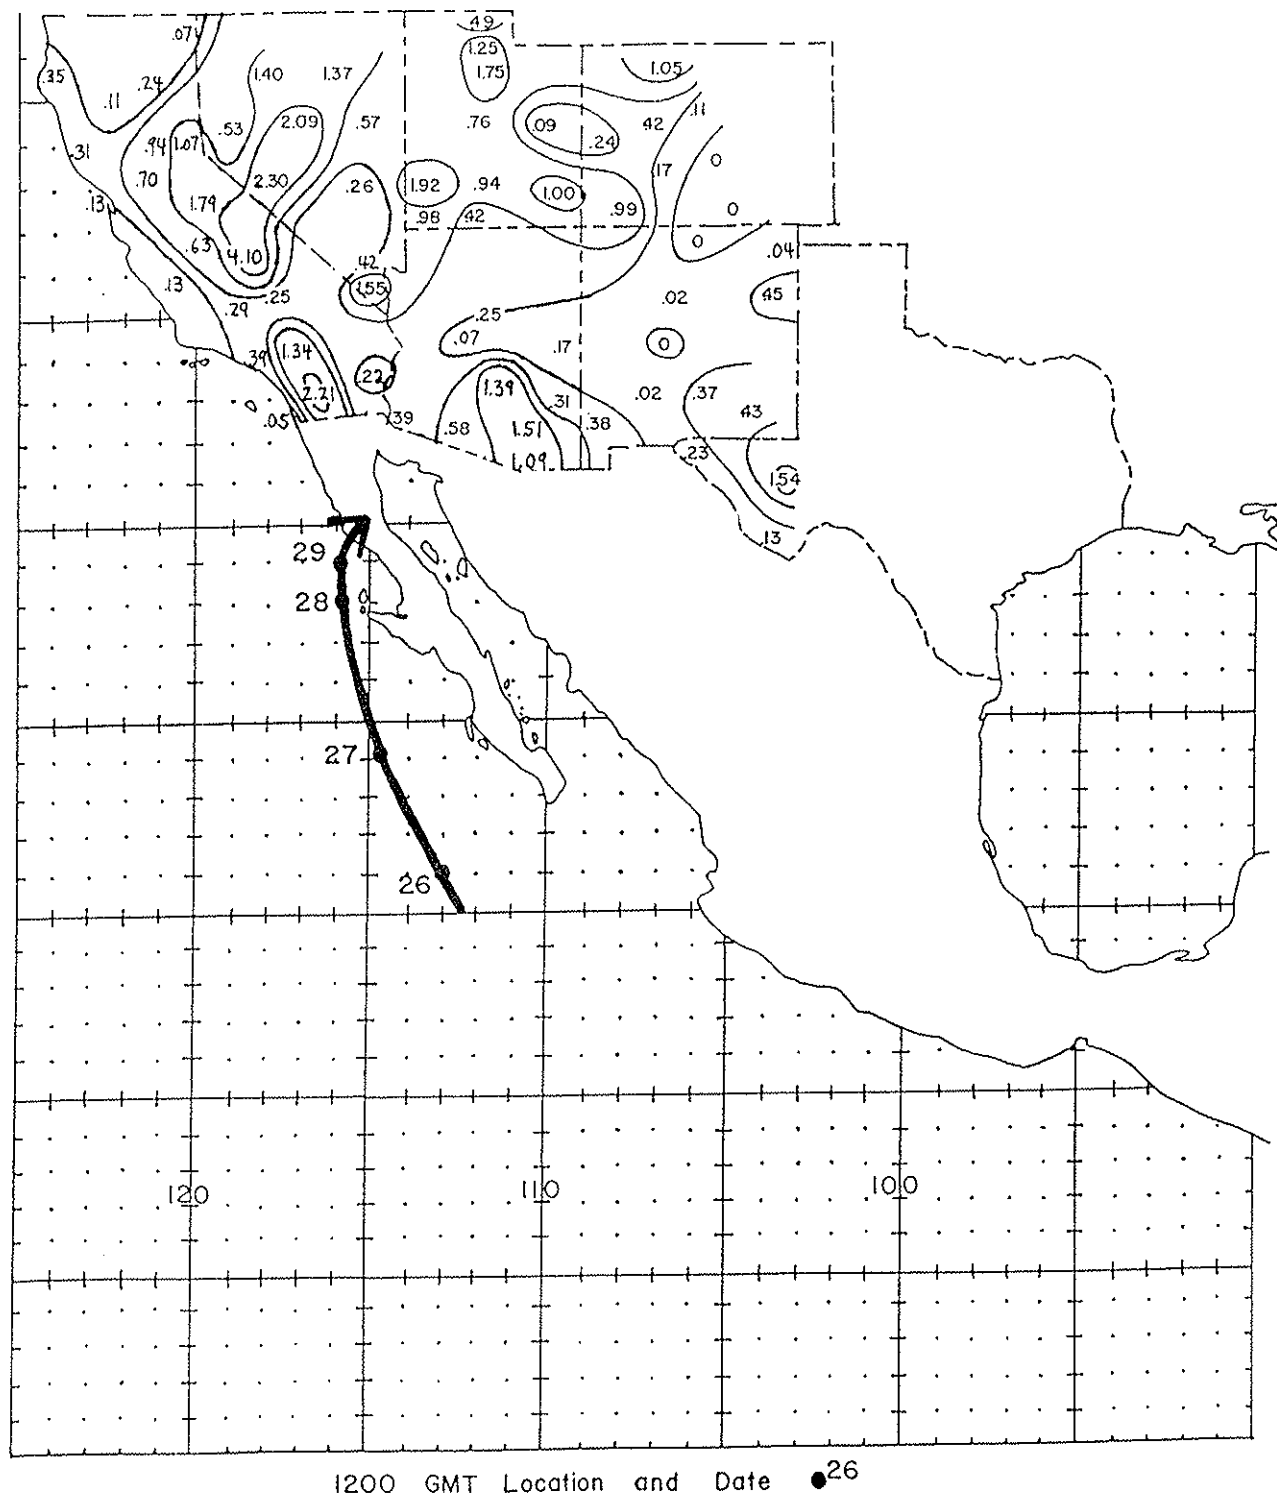 .49
.07
1.25
.35 .24 1.40 1.37 1.75 1.05
.11 .11
.53 2.09 .57 .76 .09 .42
.94 1.07 .24
.31 0
.70 2.30 .26 1.92 .94 1.00 .17
.13 1.79 .98 .42 .99 0
.63 4.10 0
.42 .04
.13 .29 .25 1.55 .02 .45
.25
.39 1.34 .07 .17 0
.22
2.21 1.39 .31 .02 .37
.05 .39 .58 1.51 .38 .43
1.09 .23
1.54
.13
29
28
27
26
120 110 100
1200 GMT Location and Date ●26